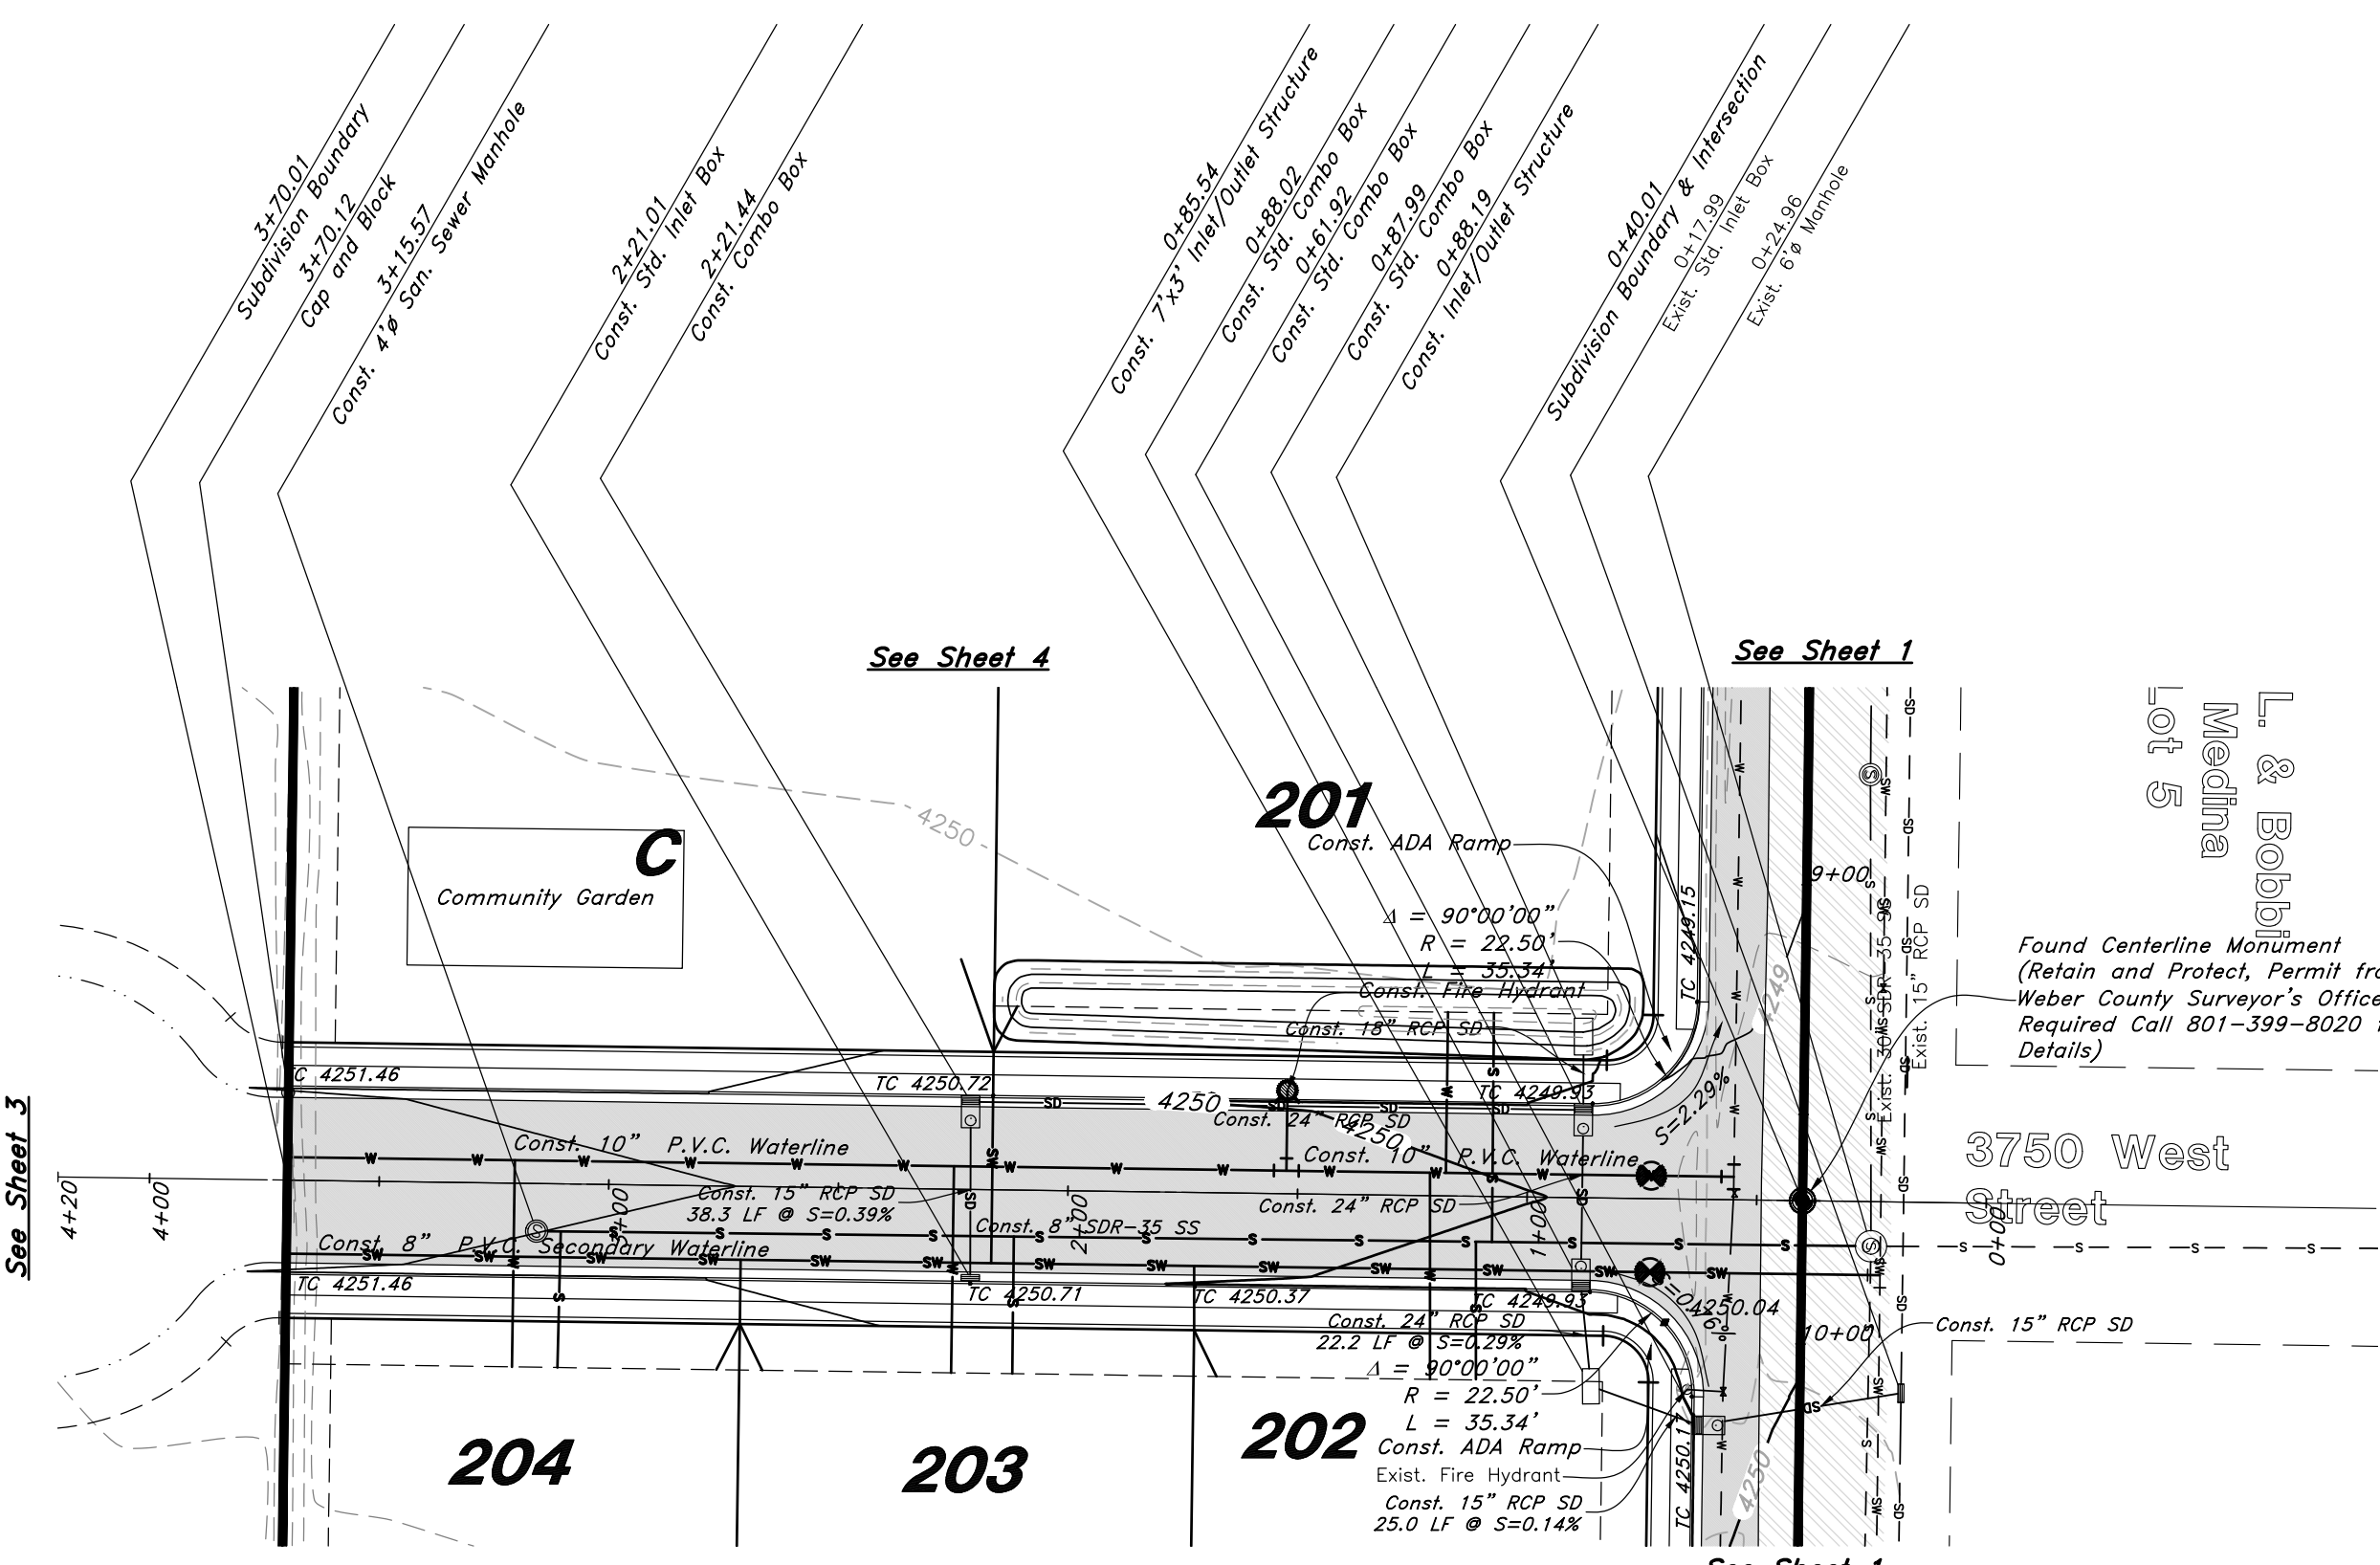 3+70.01
Subdivision Boundary
3+70.12
Cap and Block
3+15.57
Const. 4'ø San. Sewer Manhole
2+21.01
Const. Std. Inlet Box
2+21.44
Const. Combo Box
0+85.54
Const. 7'x3' Inlet/Outlet Structure
0+88.02
Const. Std. Combo Box
0+61.92
Const. Std. Combo Box
0+87.99
Const. Std. Combo Box
0+88.19
Const. Inlet/Outlet Structure
0+40.01
Subdivision Boundary & Intersection
0+17.99
Exist. Std. Inlet Box
0+24.96
Exist. 6'ø Manhole
See Sheet 4
See Sheet 1
L. & Bobbi
Medina
Lot 5
201
Const. ADA Ramp
C
Community Garden
4250
9+00
Δ = 90°00'00"
R = 22.50'
L = 35.34'
Const. Fire Hydrant
Const. 18" RCP SD
TC 4249.15
4249
Exist. 15" RCP SD
Found Centerline Monument
(Retain and Protect, Permit
Weber County Surveyor's Office
Required Call 801-399-8020
Details)
TC 4251.46
TC 4250.72
4250
TC 4249.93
Const. 24" RCP SD
4250
S=2.29%
Const. 10" P.V.C. Waterline
Const. 10" P.V.C. Waterline
3750 West
Street
See Sheet 3
4+20
4+00
Const. 15" RCP SD
38.3 LF @ S=0.39%
Const. 24" RCP SD
3+00
2+00
1+00
0+00
Const. 8" SDR-35 SS
Const. 8" P.V.C. Secondary Waterline
TC 4251.46
TC 4250.71
TC 4250.37
TC 4249.93
4250.04
Const. 24" RCP SD
22.2 LF @ S=0.29%
10+00
Const. 15" RCP SD
Δ = 90°00'00"
R = 22.50'
L = 35.34'
204
203
202
Const. ADA Ramp
Exist. Fire Hydrant
Const. 15" RCP SD
25.0 LF @ S=0.14%
TC 4250.17
4250
See Sheet 1